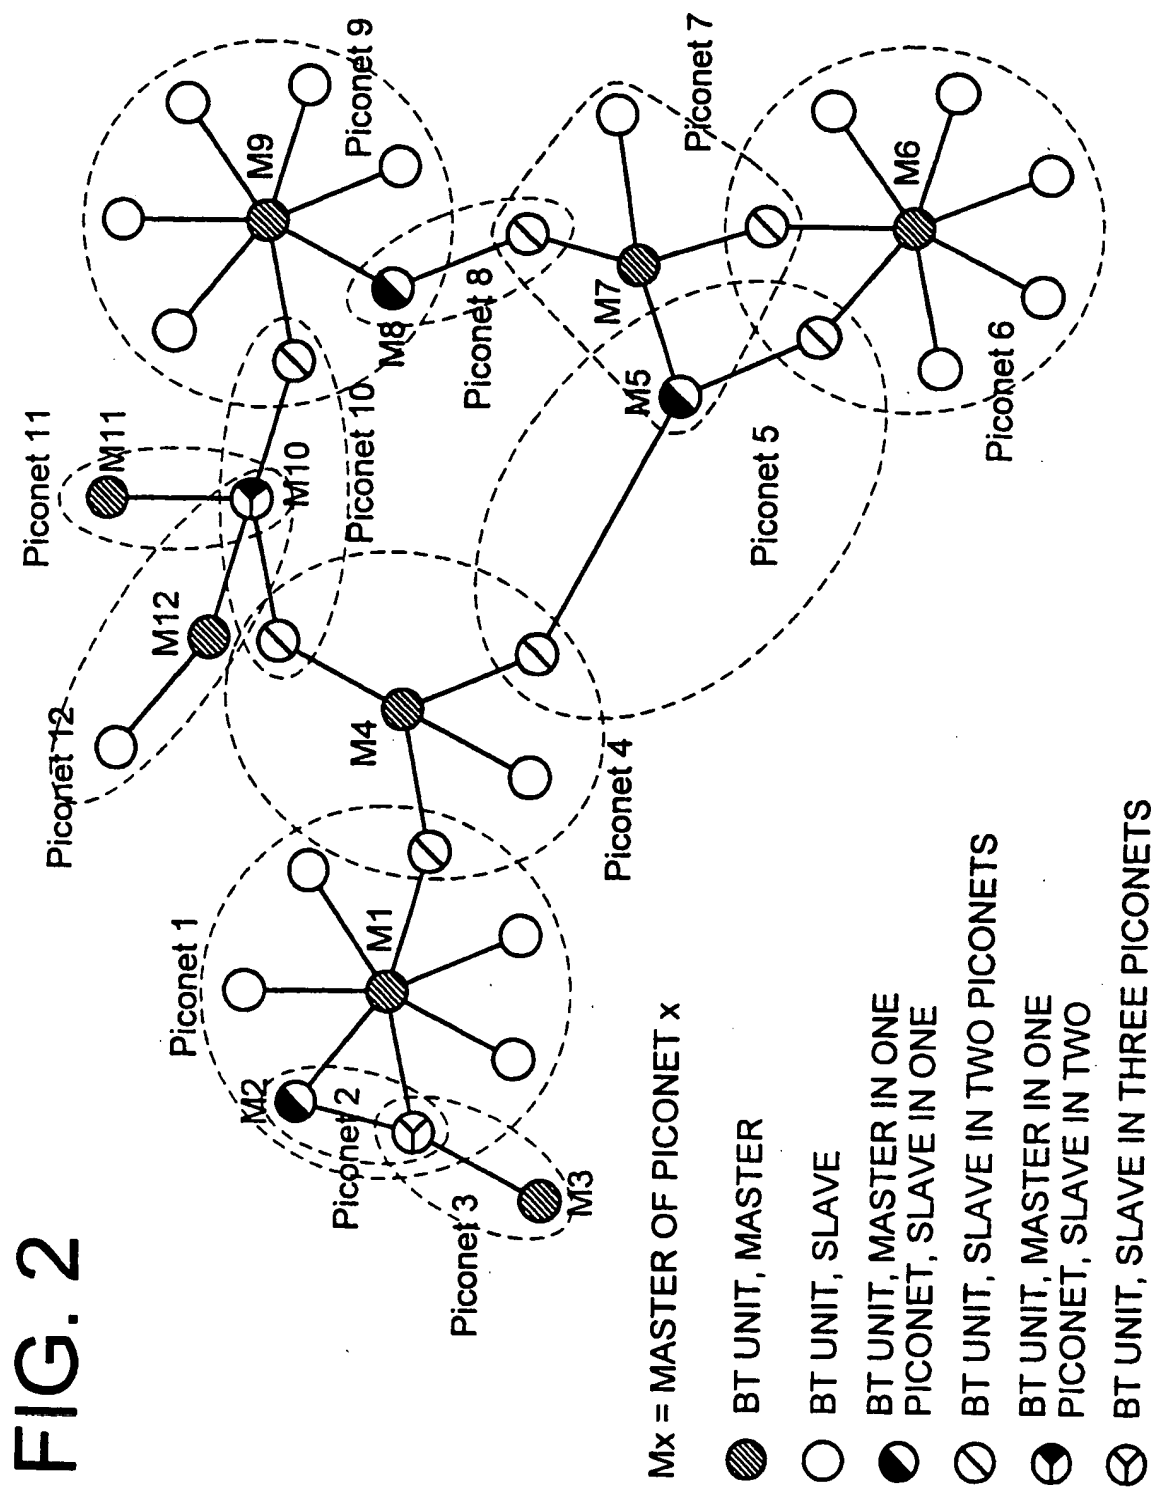 FIG. 2
Piconet 1
Piconet 2
Piconet 3
Piconet 4
Piconet 5
Piconet 6
Piconet 7
Piconet 8
Piconet 9
Piconet 10
Piconet 11
Piconet 12
M1
M2
M3
M4
M5
M6
M7
M8
M9
M10
M11
M12
Mx = MASTER OF PICONET x
BT UNIT, MASTER
BT UNIT, SLAVE
BT UNIT, MASTER IN ONE
PICONET, SLAVE IN ONE
BT UNIT, SLAVE IN TWO PICONETS
BT UNIT, MASTER IN ONE
PICONET, SLAVE IN TWO
BT UNIT, SLAVE IN THREE PICONETS